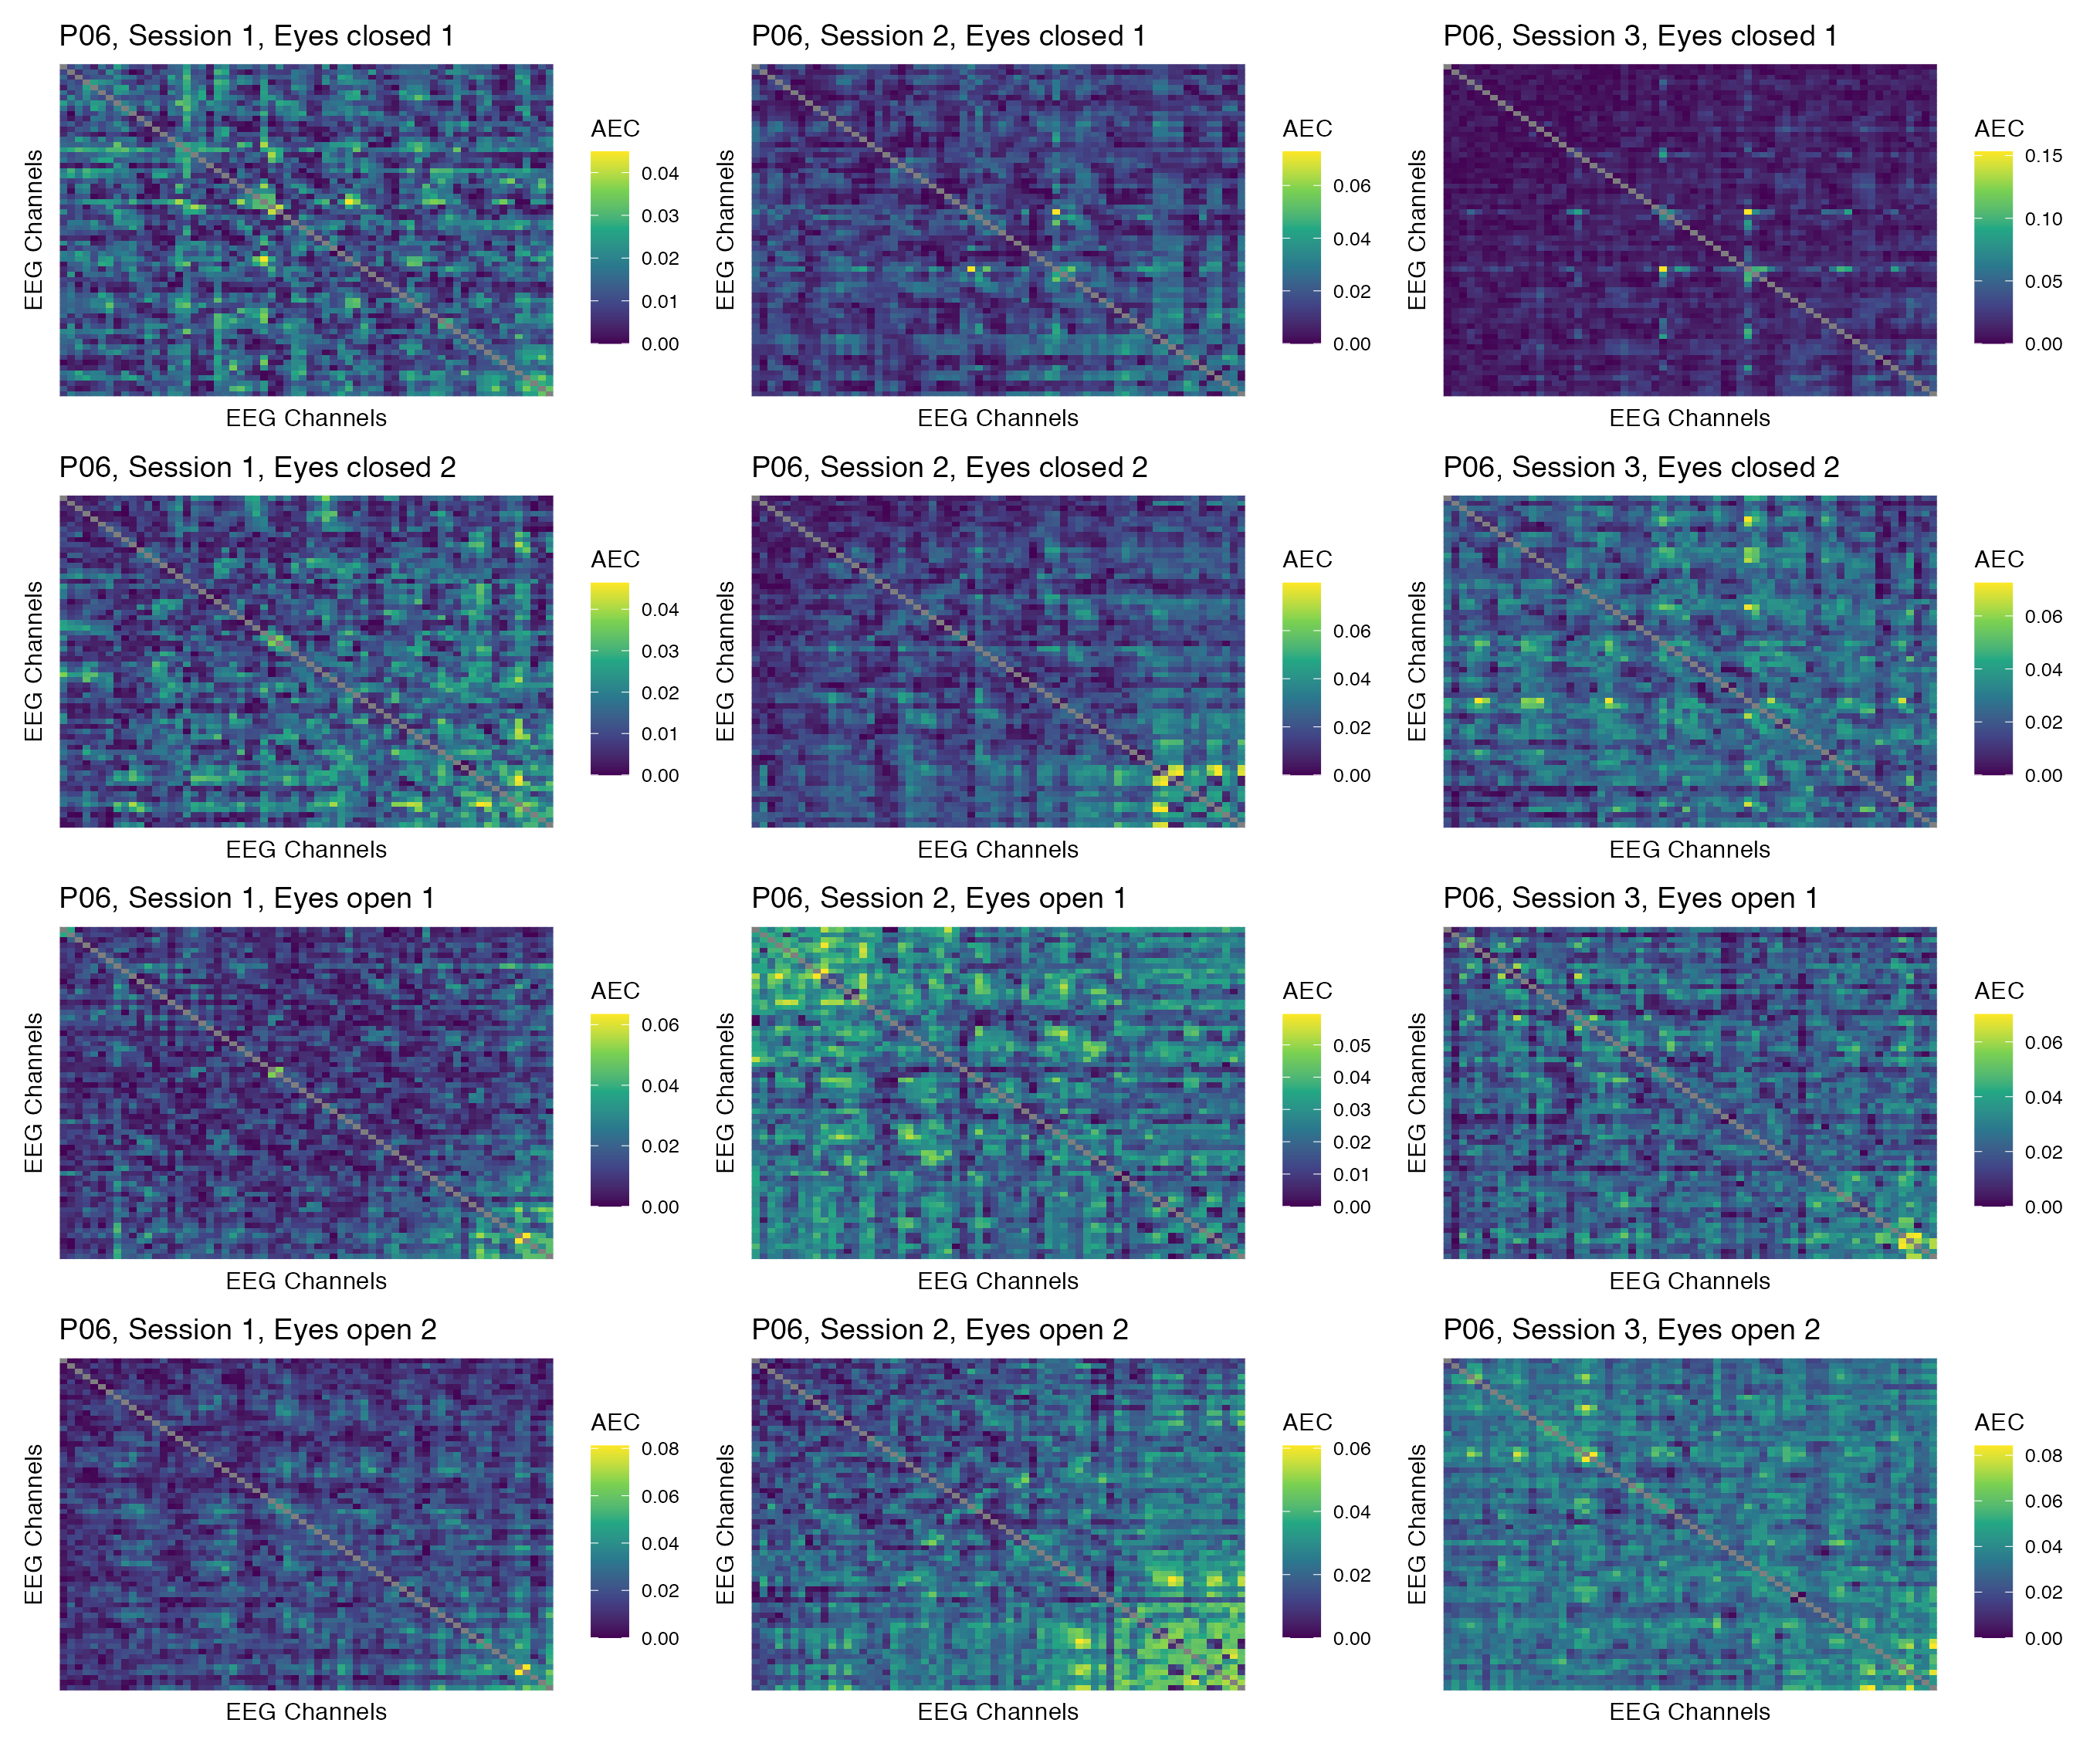 P06, Session 1, Eyes closed 1
EEG Channels
EEG Channels
AEC
0.04
0.03
0.02
0.01
0.00
P06, Session 2, Eyes closed 1
EEG Channels
EEG Channels
AEC
0.06
0.04
0.02
0.00
P06, Session 3, Eyes closed 1
EEG Channels
EEG Channels
AEC
0.15
0.10
0.05
0.00
P06, Session 1, Eyes closed 2
EEG Channels
EEG Channels
AEC
0.04
0.03
0.02
0.01
0.00
P06, Session 2, Eyes closed 2
EEG Channels
EEG Channels
AEC
0.06
0.04
0.02
0.00
P06, Session 3, Eyes closed 2
EEG Channels
EEG Channels
AEC
0.06
0.04
0.02
0.00
P06, Session 1, Eyes open 1
EEG Channels
EEG Channels
AEC
0.06
0.04
0.02
0.00
P06, Session 2, Eyes open 1
EEG Channels
EEG Channels
AEC
0.05
0.04
0.03
0.02
0.01
0.00
P06, Session 3, Eyes open 1
EEG Channels
EEG Channels
AEC
0.06
0.04
0.02
0.00
P06, Session 1, Eyes open 2
EEG Channels
EEG Channels
AEC
0.08
0.06
0.04
0.02
0.00
P06, Session 2, Eyes open 2
EEG Channels
EEG Channels
AEC
0.06
0.04
0.02
0.00
P06, Session 3, Eyes open 2
EEG Channels
EEG Channels
AEC
0.08
0.06
0.04
0.02
0.00